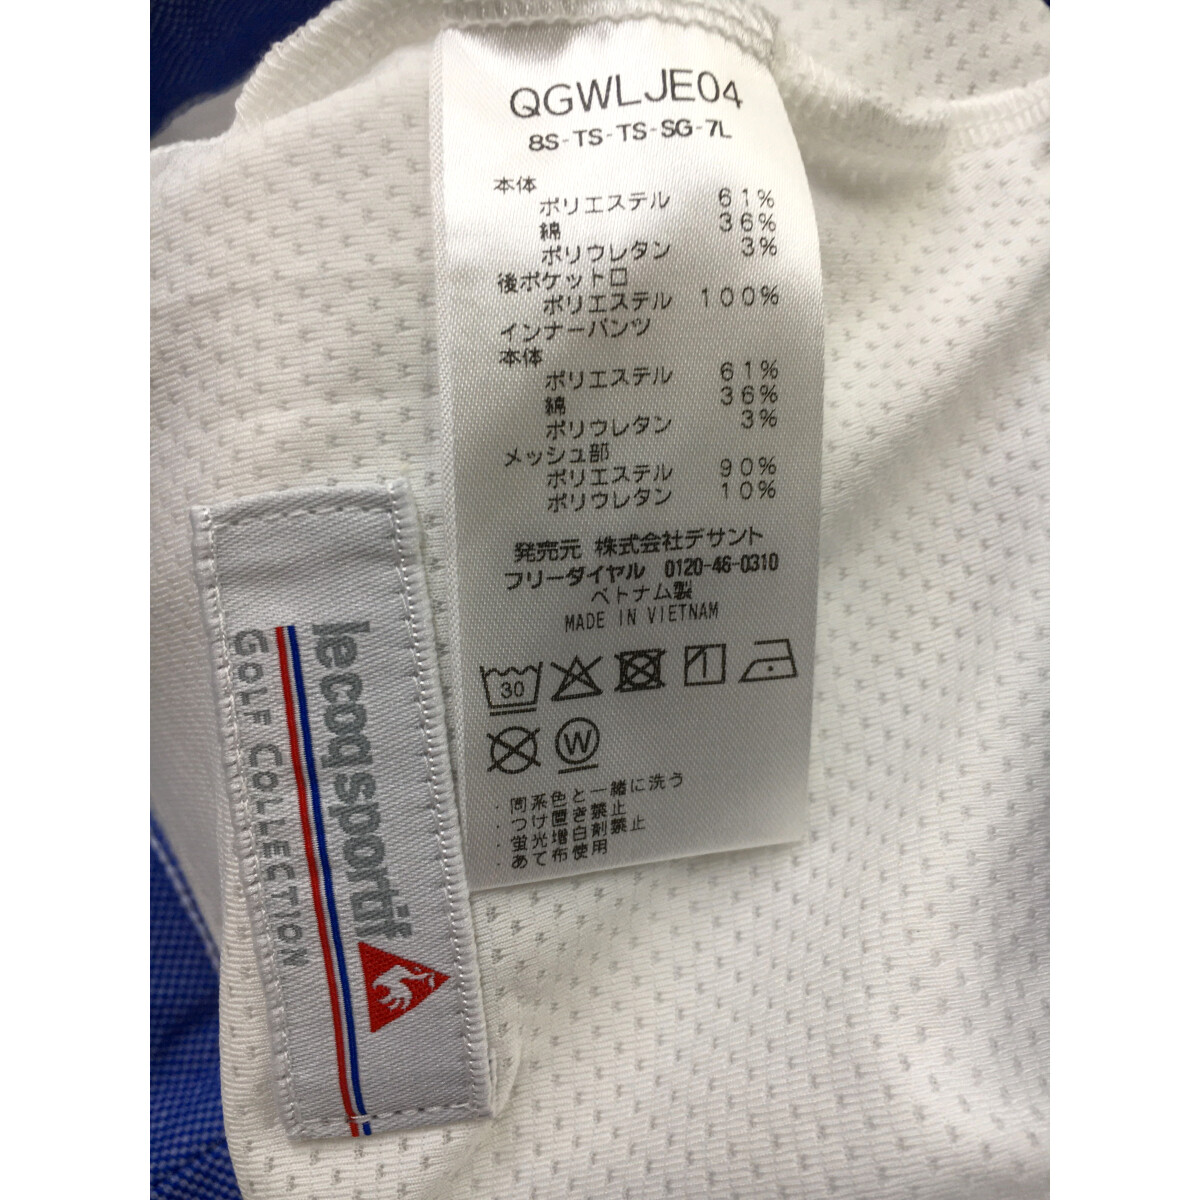 QGWLJE04
8S-TS-TS-SG-7L
本体
ポリエステル 61%
綿 36%
ポリウレタン 3%
後ポケット口
ポリエステル 100%
インナーパンツ
本体
ポリエステル 61%
綿 36%
ポリウレタン 3%
メッシュ部
ポリエステル 90%
ポリウレタン 10%
発売元 株式会社デサント
フリーダイヤル 0120-46-0310
ベトナム製
MADE IN VIETNAM
30
1
W
・同系色と一緒に洗う
・つけ置き禁止
・蛍光増白剤禁止
・あて布使用
le coq sportif
GOLF COLLECTION